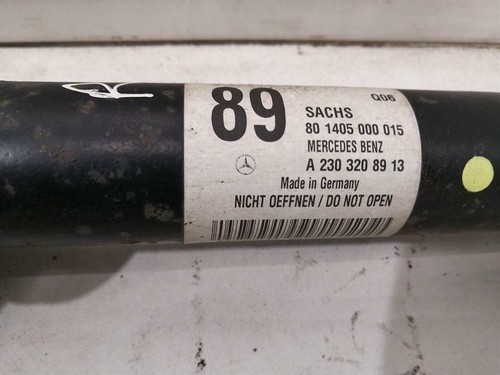 89
Q06
SACHS
80 1405 000 015
MERCEDES BENZ
A 230 320 89 13
Made in Germany
NICHT OEFFNEN / DO NOT OPEN